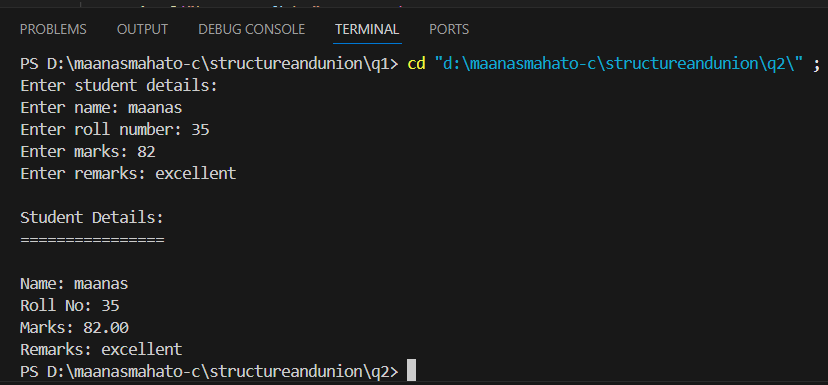 PROBLEMS OUTPUT DEBUG CONSOLE TERMINAL PORTS
PS D:\maanasmahato-c\structureandunion\q1> cd "d:\maanasmahato-c\structureandunion\q2\" ;
Enter student details:
Enter name: maanas
Enter roll number: 35
Enter marks: 82
Enter remarks: excellent
Student Details:
================
Name: maanas
Roll No: 35
Marks: 82.00
Remarks: excellent
PS D:\maanasmahato-c\structureandunion\q2>